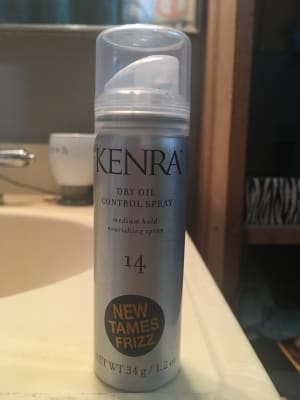 KENRA
DRY OIL
CONTROL SPRAY
medium hold
nourishing spray
14
NEW
TAMES
FRIZZ
NET WT 34 g / 1.2 oz